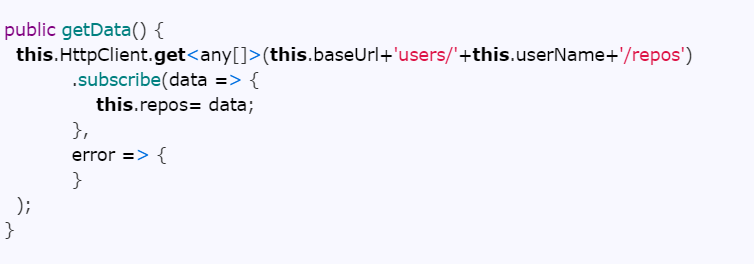 public getData() {
this.HttpClient.get<any[]>(this.baseUrl+'users/'+this.userName+'/repos')
.subscribe(data => {
this.repos= data;
},
error => {
}
);
}